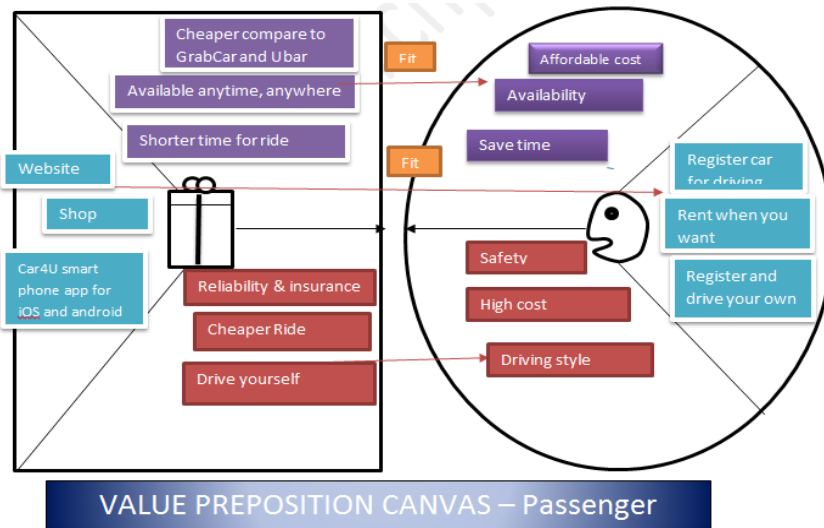 Cheaper compare to
GrabCar and Ubar
Available anytime, anywhere
Shorter time for ride
Website
Shop
Car4U smart
phone app for
iOS and android
Reliability & insurance
Cheaper Ride
Drive yourself
Fit
Fit
Affordable cost
Availability
Save time
Safety
High cost
Driving style
Register car
for driving
Rent when you
want
Register and
drive your own
VALUE PREPOSITION CANVAS – Passenger